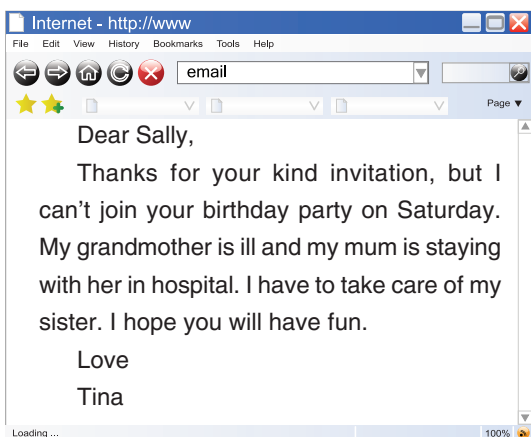 Internet - http://www
File Edit View History Bookmarks Tools Help
email
Page ▼
Dear Sally,
Thanks for your kind invitation, but I
can’t join your birthday party on Saturday.
My grandmother is ill and my mum is staying
with her in hospital. I have to take care of my
sister. I hope you will have fun.
Love
Tina
Loading ... 100%